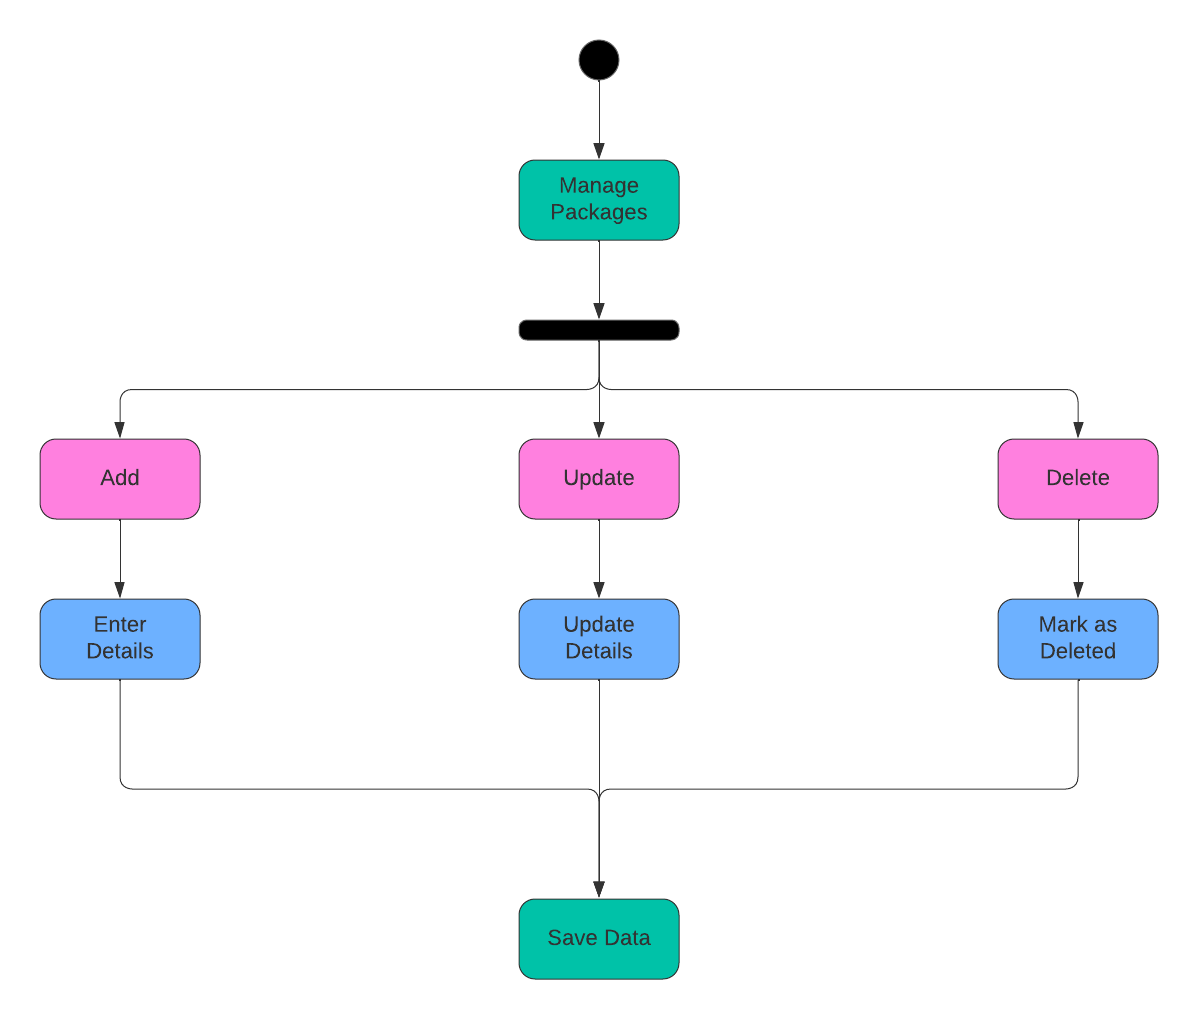 Manage
Packages
Add
Update
Delete
Enter
Details
Update
Details
Mark as
Deleted
Save Data